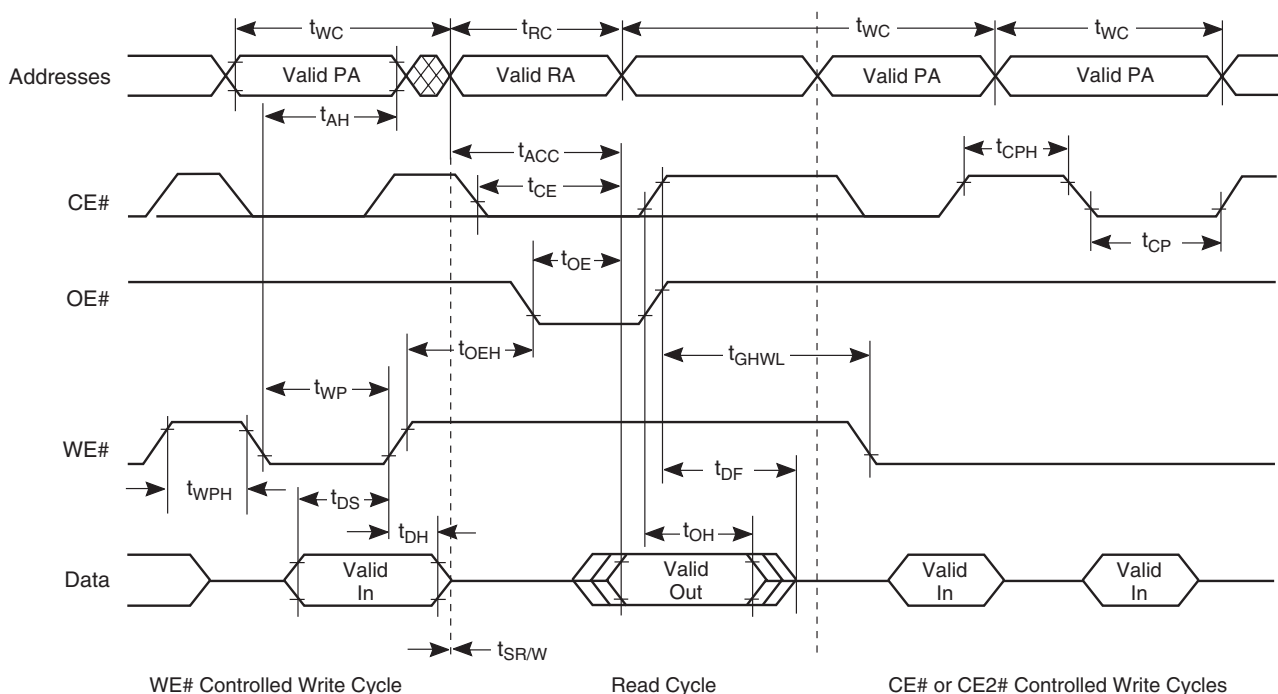 tWC tRC tWC tWC
Addresses Valid PA Valid RA Valid PA Valid PA
tAH
tACC tCPH
tCE
CE#
tOE tCP
OE#
tOEH tGHWL
tWP
WE#
tWPH tDS tDF
tDH tOH
Data Valid In Valid Out Valid In Valid In
tSR/W
WE# Controlled Write Cycle Read Cycle CE# or CE2# Controlled Write Cycles